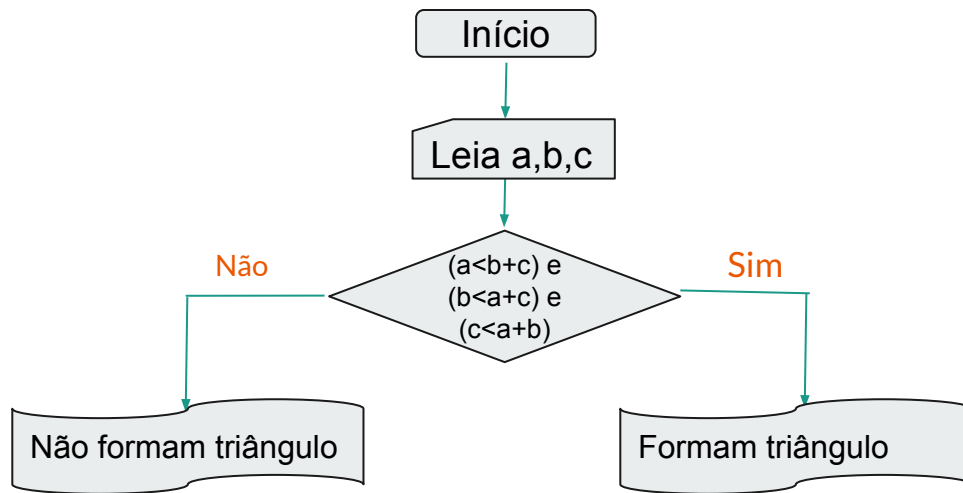 Início
Leia a,b,c
Não
(a<b+c) e
(b<a+c) e
(c<a+b)
Sim
Não formam triângulo
Formam triângulo